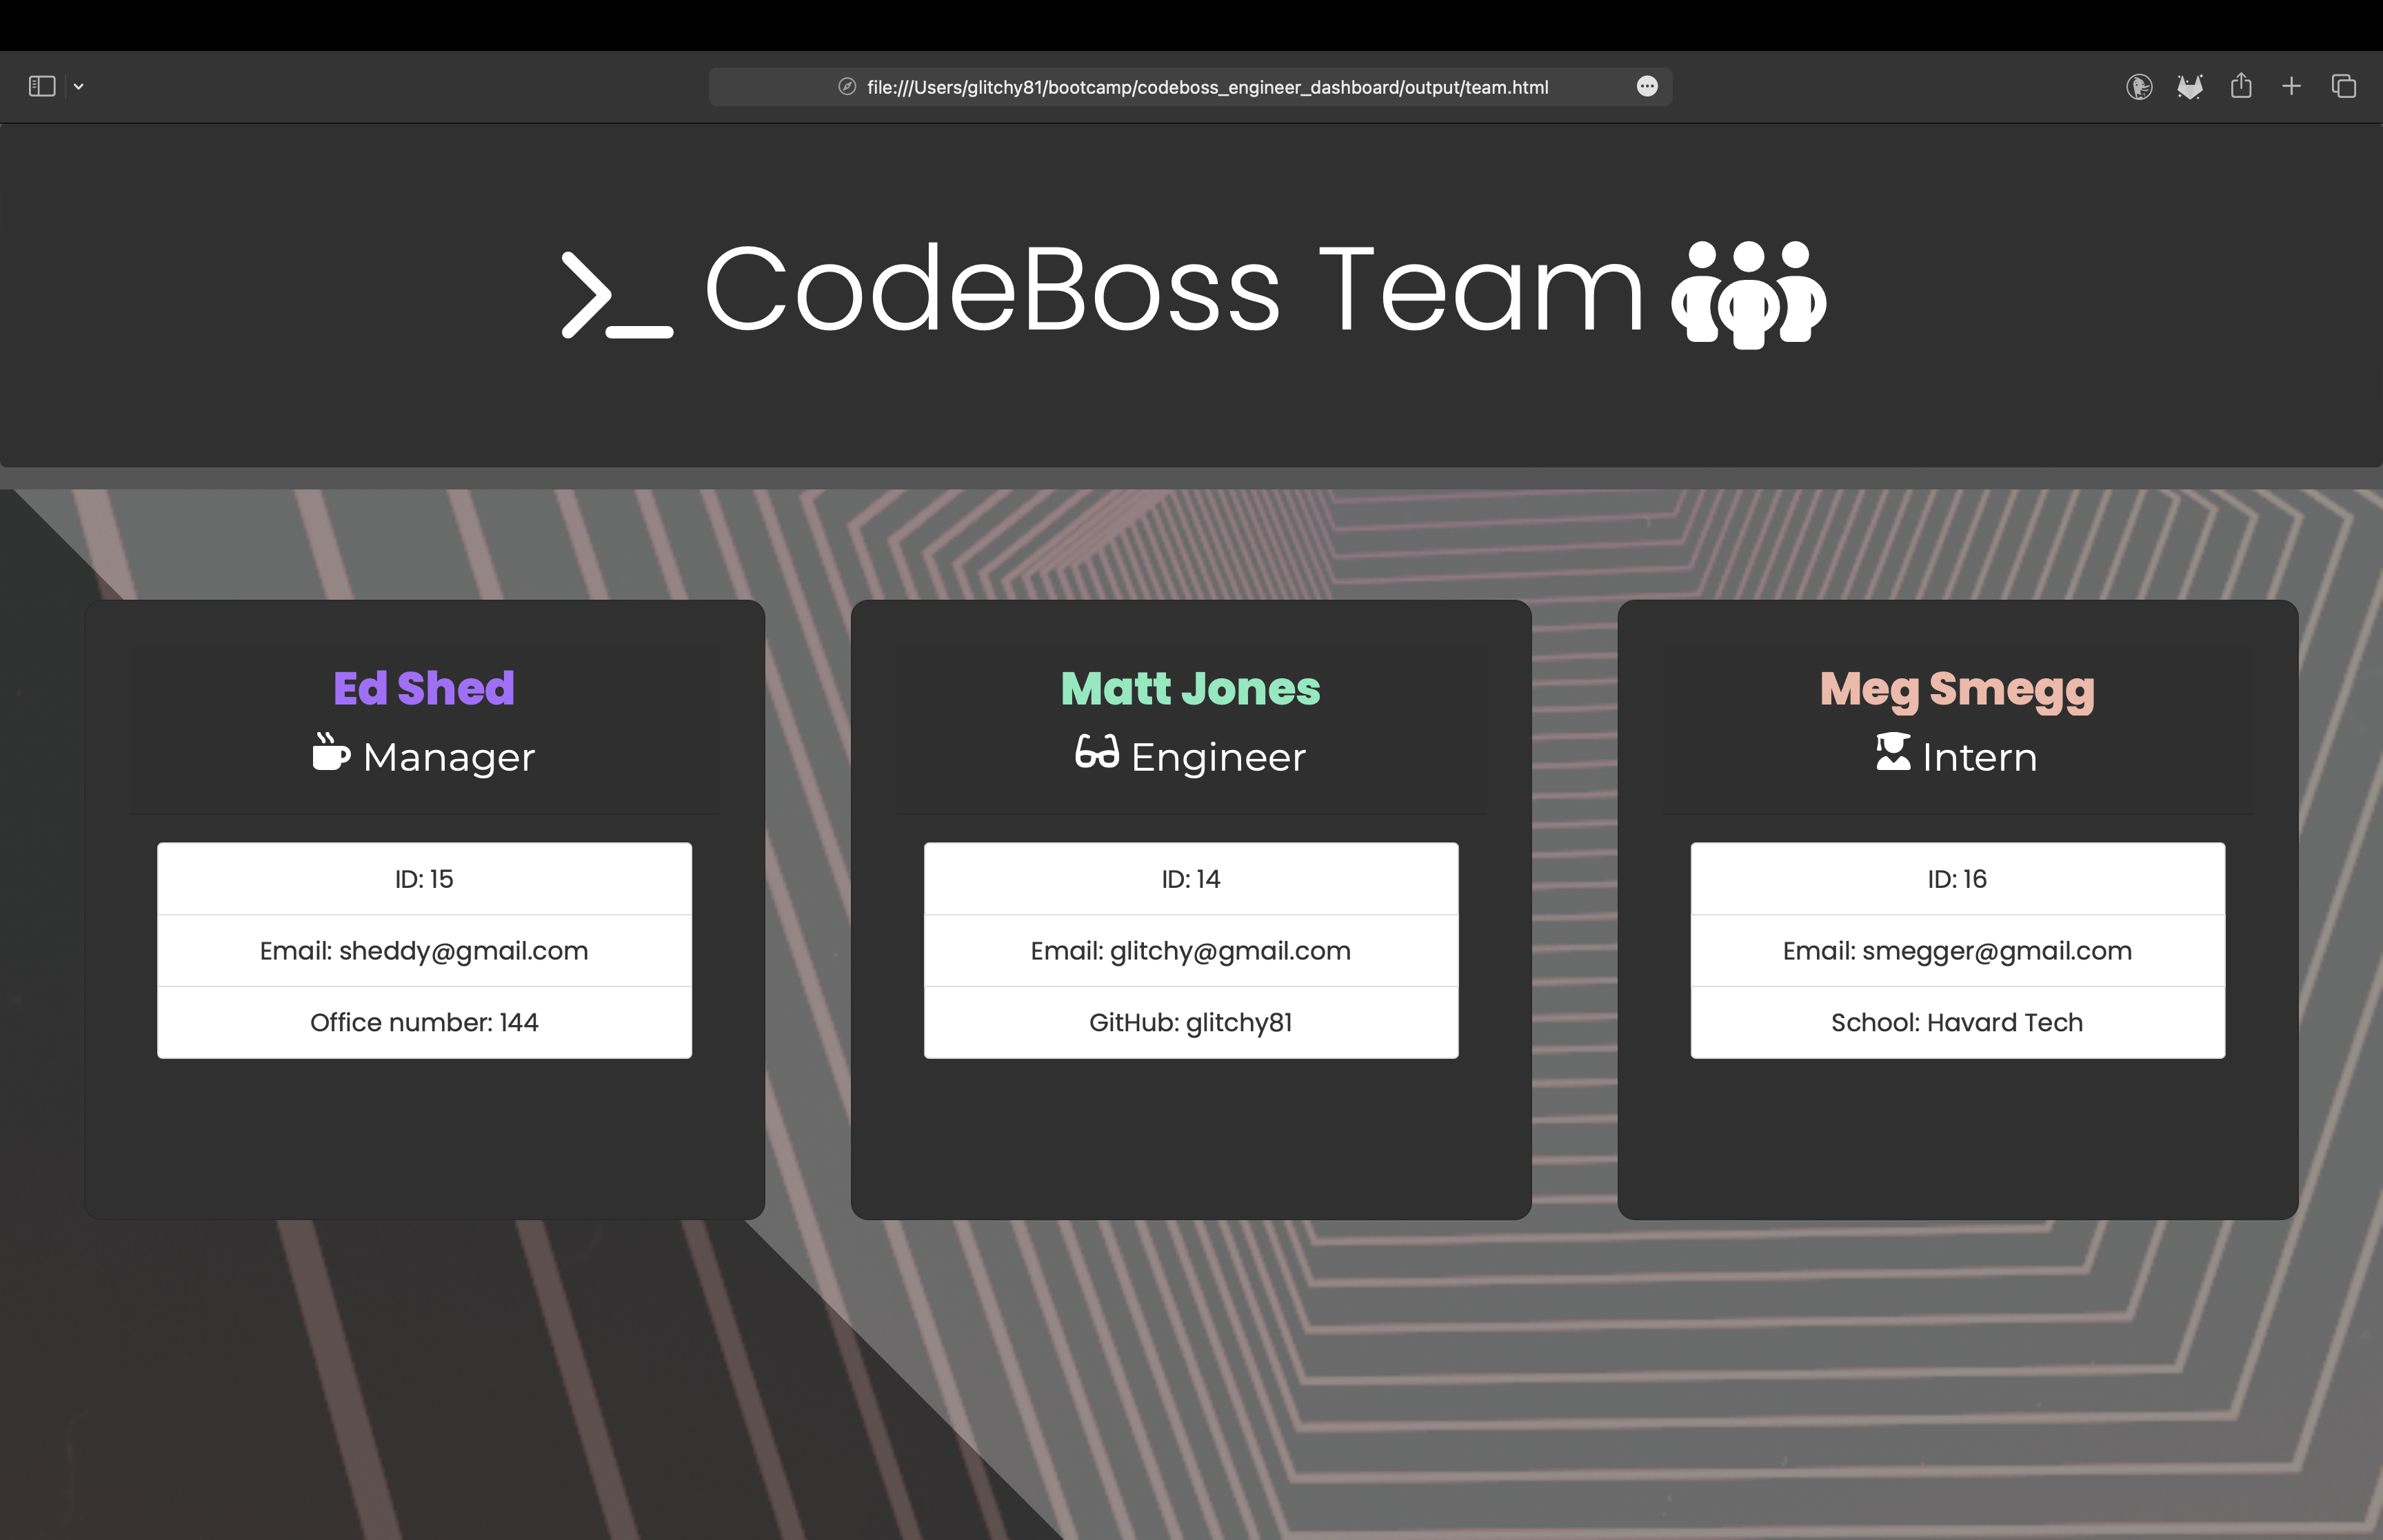 file:///Users/glitchy81/bootcamp/codeboss_engineer_dashboard/output/team.html
CodeBoss Team
Ed Shed
Manager
ID: 15
Email: sheddy@gmail.com
Office number: 144
Matt Jones
Engineer
ID: 14
Email: glitchy@gmail.com
GitHub: glitchy81
Meg Smegg
Intern
ID: 16
Email: smegger@gmail.com
School: Havard Tech